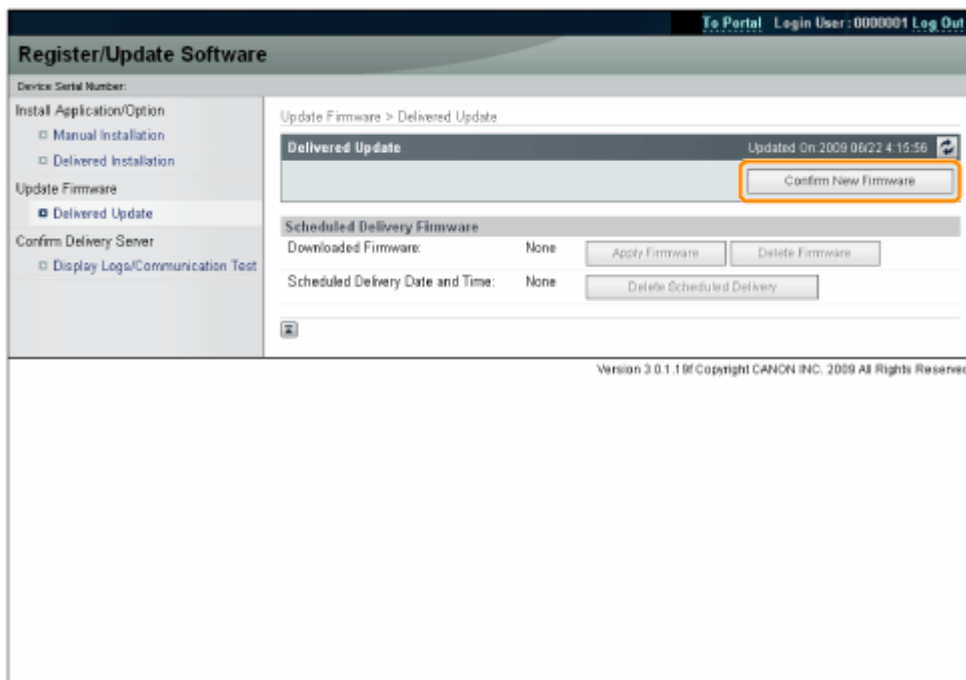 To Portal Login User : 0000001 Log Out
Register/Update Software
Device Serial Number:
Install Application/Option
Manual Installation
Delivered Installation
Update Firmware
Delivered Update
Confirm Delivery Server
Display Logs/Communication Test
Update Firmware > Delivered Update
Delivered Update Updated On:2009 06/22 4:15:56
Confirm New Firmware
Scheduled Delivery Firmware
Downloaded Firmware: None Apply Firmware Delete Firmware
Scheduled Delivery Date and Time: None Delete Scheduled Delivery
Version 3.0.1.19f Copyright CANON INC. 2009 All Rights Reserved